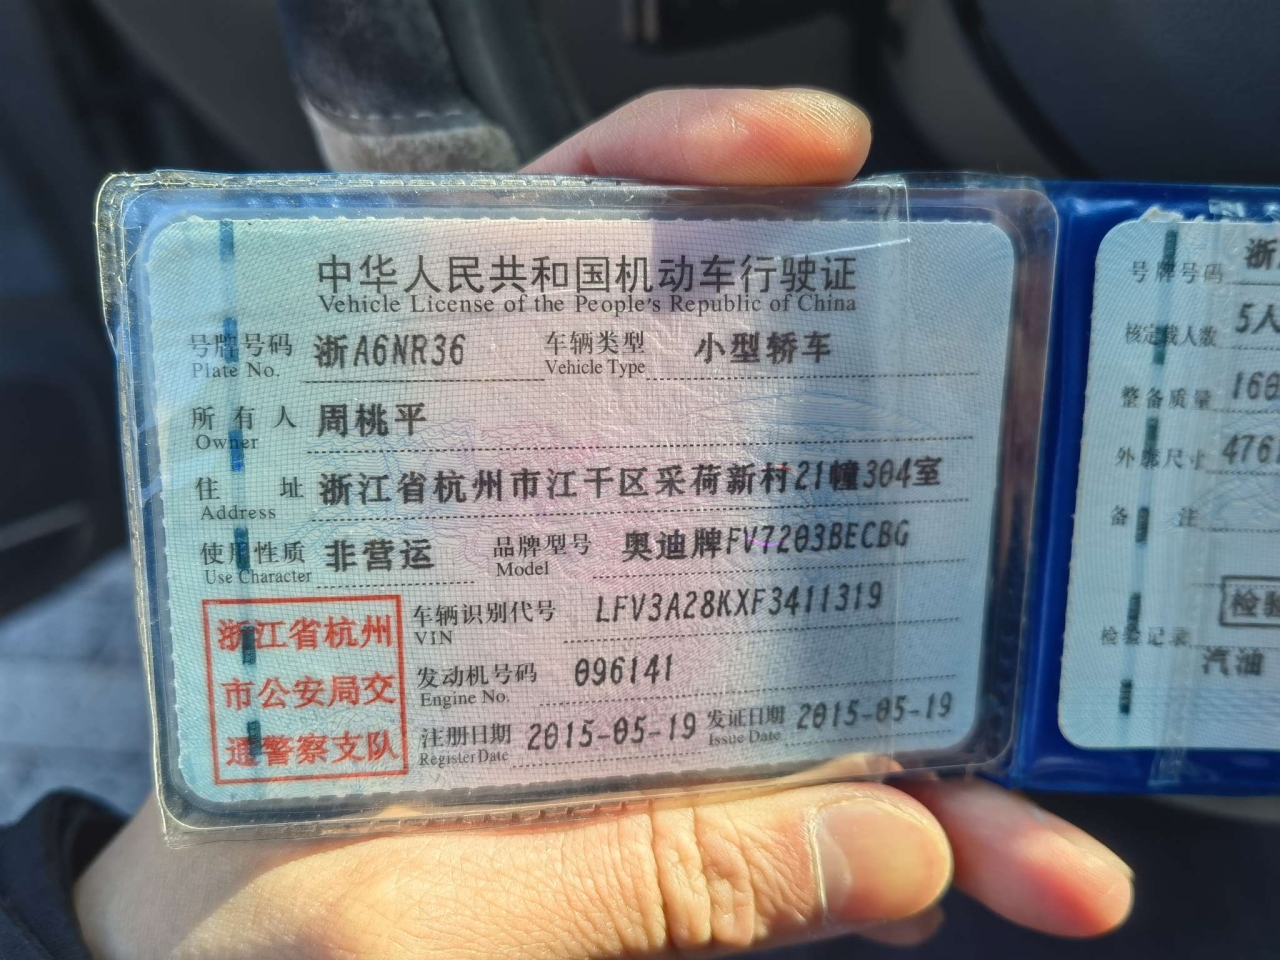 中华人民共和国机动车行驶证
Vehicle License of the People's Republic of China
号牌号码 浙A6NR36 车辆类型 小型轿车
Plate No. Vehicle Type
所有人 周桃平
Owner
住址 浙江省杭州市江干区采荷新村21幢304室
Address
使用性质 非营运 品牌型号 奥迪牌FV7203BECBG
Use Character Model
浙江省杭州
市公安局交
通警察支队
车辆识别代号 LFV3A28KXF3411319
VIN
发动机号码 096141
Engine No.
注册日期 2015-05-19 发证日期 2015-05-19
Register Date Issue Date
号牌号码 浙
核定载人数 5人
整备质量 160
外廓尺寸 476
备注
检验
检验记录
汽油